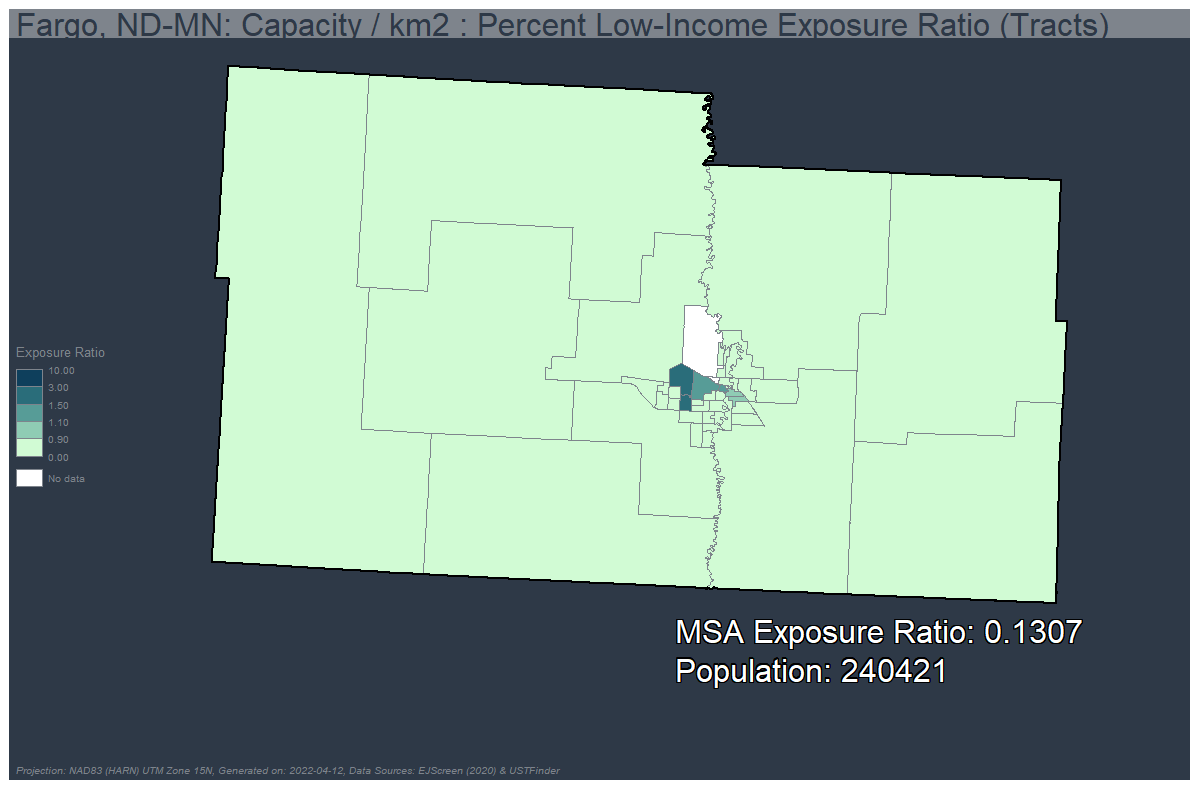 Fargo, ND-MN: Capacity / km2 : Percent Low-Income Exposure Ratio (Tracts)
Exposure Ratio
10.00
3.00
1.50
1.10
0.90
0.00
No data
MSA Exposure Ratio: 0.1307
Population: 240421
Projection: NAD83 (HARN) UTM Zone 15N, Generated on: 2022-04-12, Data Sources: EJScreen (2020) & USTFinder